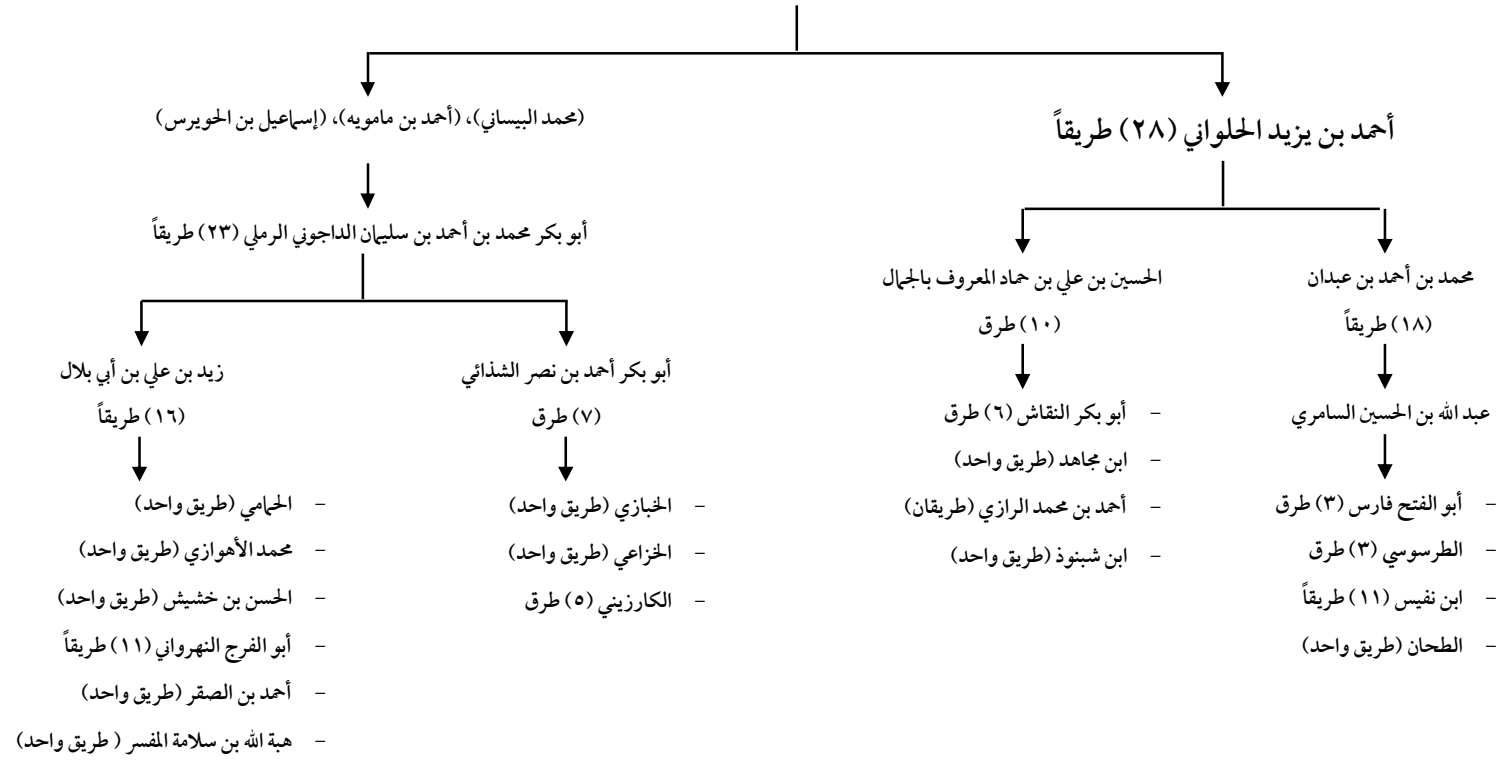 أحمد بن يزيد الحلواني (٢٨) طريقاً
(محمد البيساني)، (أحمد بن مامويه)، (إسماعيل بن الحويرس)
أبو بكر محمد بن أحمد بن سليمان الداجوني الرملي (٢٣) طريقاً
محمد بن أحمد بن عبدان
(١٨) طريقاً
عبد الله بن الحسين السامري
- أبو الفتح فارس (٣) طرق
- الطرسوسي (٣) طرق
- ابن نفيس (١١) طريقاً
- الطحان (طريق واحد)
الحسين بن علي بن حماد المعروف بالجمال
(١٠) طرق
- أبو بكر النقاش (٦) طرق
- ابن مجاهد (طريق واحد)
- أحمد بن محمد الرازي (طريقان)
- ابن شبنوذ (طريق واحد)
أبو بكر أحمد بن نصر الشذائي
(٧) طرق
- الخبازي (طريق واحد)
- الخزاعي (طريق واحد)
- الكارزيني (٥) طرق
زيد بن علي بن أبي بلال
(١٦) طريقاً
- الحمامي (طريق واحد)
- محمد الأهوازي (طريق واحد)
- الحسن بن خشيش (طريق واحد)
- أبو الفرج النهرواني (١١) طريقاً
- أحمد بن الصقر (طريق واحد)
- هبة الله بن سلامة المفسر ( طريق واحد)